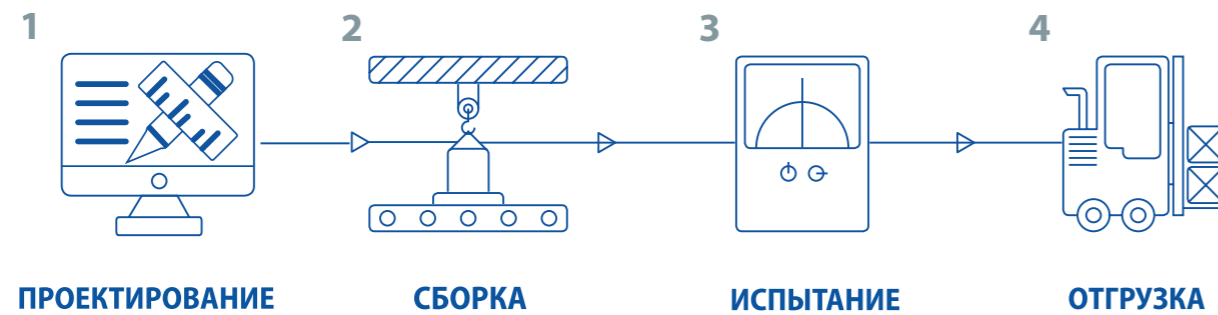 1
2
3
4
ПРОЕКТИРОВАНИЕ
СБОРКА
ИСПЫТАНИЕ
ОТГРУЗКА